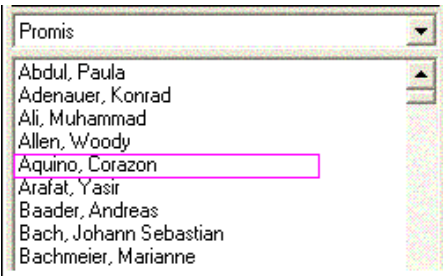 Promis
Abdul, Paula
Adenauer, Konrad
Ali, Muhammad
Allen, Woody
Aquino, Corazon
Arafat, Yasir
Baader, Andreas
Bach, Johann Sebastian
Bachmeier, Marianne